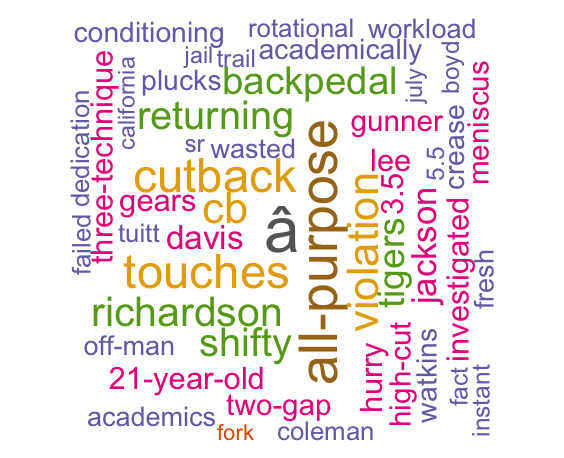 conditioning
rotational workload
jail trail academically
plucks backpedal july boyd
three-technique california
returning gunner meniscus
sr wasted lee 5.5 crease
failed dedication
cutback all-purpose violation 3.5
gears cb â
tuitt davis tigers jackson investigated
touches fresh
richardson
off-man shifty
21-year-old hurry high-cut watkins fact instant
two-gap
academics
fork coleman